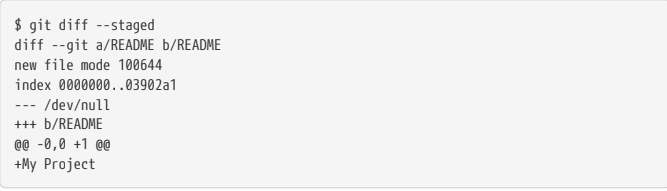 $ git diff --staged
diff --git a/README b/README
new file mode 100644
index 0000000..03902a1
--- /dev/null
+++ b/README
@@ -0,0 +1 @@
+My Project